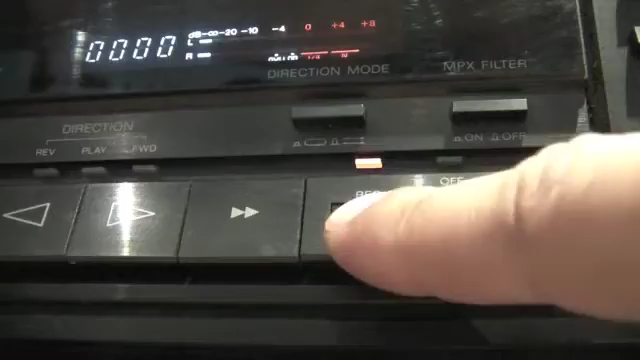 0000
dB-∞-20 -10 -4 0 +4 +8
L
R
DIRECTION MODE
MPX FILTER
ON OFF
DIRECTION
REV PLAY FWD
REC
OFF